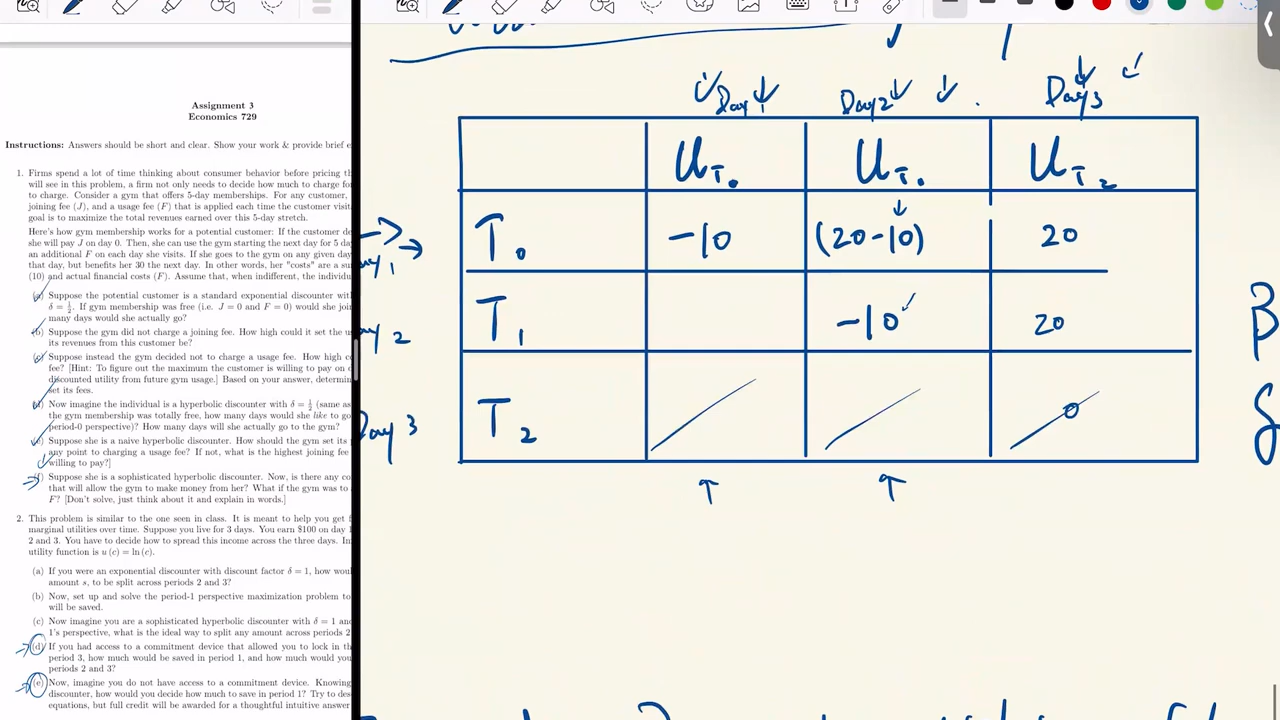 Assignment 3
Economics 729
Instructions: Answers should be short and clear. Show your work & provide brief e
1. Firms spend a lot of time thinking about consumer behavior before pricing th
will see in this problem, a firm not only needs to decide how much to charge for
to charge. Consider a gym that offers 5-day memberships. For any customer,
joining fee (J), and a usage fee (F) that is applied each time the customer visit
goal is to maximize the total revenues earned over this 5-day stretch.
Here's how gym membership works for a potential customer: If the customer de
she will pay J on day 0. Then, she can use the gym starting the next day for 5 da
an additional F on each day she visits. If she goes to the gym on any given day
that day, but benefits her 30 the next day. In other words, her "costs" are a su
(10) and actual financial costs (F). Assume that, when indifferent, the individu
(a) Suppose the potential customer is a standard exponential discounter wit
δ = 1/2. If gym membership was free (i.e. J = 0 and F = 0) would she joi
many days would she actually go?
(b) Suppose the gym did not charge a joining fee. How high could it set the us
its revenues from this customer be?
(c) Suppose instead the gym decided not to charge a usage fee. How high co
fee? [Hint: To figure out the maximum the customer is willing to pay on d
discounted utility from future gym usage.] Based on your answer, determin
set its fees.
(d) Now imagine the individual is a hyperbolic discounter with δ = 1/2 (same as
the gym membership was totally free, how many days would she like to go
period-0 perspective)? How many days will she actually go to the gym?
(e) Suppose she is a naive hyperbolic discounter. How should the gym set its
any point to charging a usage fee? If not, what is the highest joining fee
willing to pay?]
(f) Suppose she is a sophisticated hyperbolic discounter. Now, is there any co
that will allow the gym to make money from her? What if the gym was to
F? [Don't solve, just think about it and explain in words.]
2. This problem is similar to the one seen in class. It is meant to help you get f
marginal utilities over time. Suppose you live for 3 days. You earn $100 on day 1
2 and 3. You have to decide how to spread this income across the three days. In
utility function is u (c) = ln (c).
(a) If you were an exponential discounter with discount factor δ = 1, how woul
amount s, to be split across periods 2 and 3?
(b) Now, set up and solve the period-1 perspective maximization problem to
will be saved.
(c) Now imagine you are a sophisticated hyperbolic discounter with δ = 1 and
1's perspective, what is the ideal way to split any amount across periods 2
(d) If you had access to a commitment device that allowed you to lock in th
period 3, how much would be saved in period 1, and how much would you
periods 2 and 3?
(e) Now, imagine you do not have access to a commitment device. Knowing
discounter, how would you decide how much to save in period 1? Try to des
equations, but full credit will be awarded for a thoughtful intuitive answer
Day 1 Day 2 Day 3
U T₀ U T₁ U T₂
T₀ -10 (20-10) 20
Day 1
T₁ -10 20
Day 2
T₂ 0
Day 3
β
δ